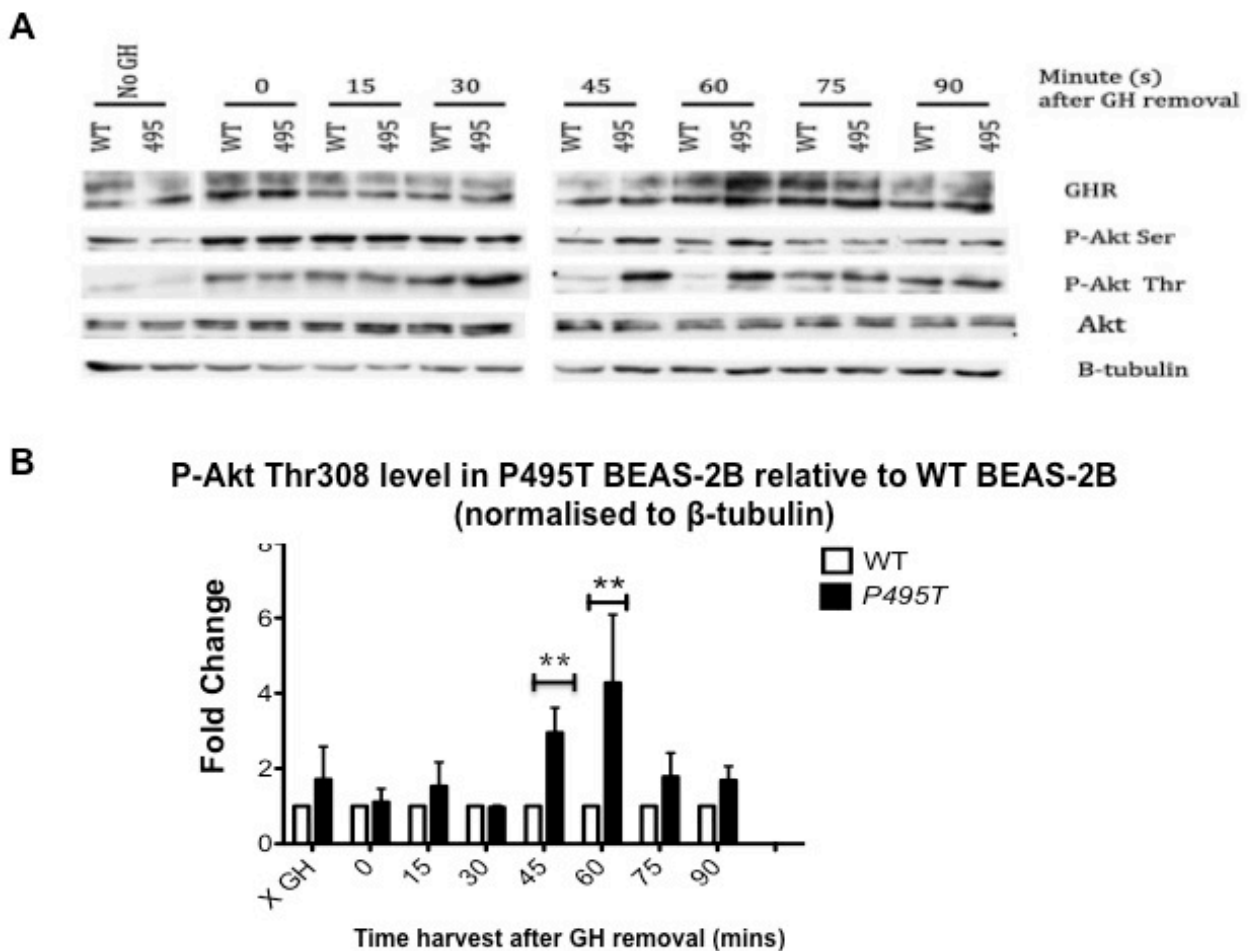 A
No GH
0
15
30
45
60
75
90
Minute (s)
after GH removal
WT
495
WT
495
WT
495
WT
495
WT
495
WT
495
WT
495
WT
495
GHR
P-Akt Ser
P-Akt Thr
Akt
B-tubulin
B
P-Akt Thr308 level in P495T BEAS-2B relative to WT BEAS-2B
(normalised to β-tubulin)
8
6
4
2
0
Fold Change
**
**
WT
P495T
X GH
0
15
30
45
60
75
90
Time harvest after GH removal (mins)